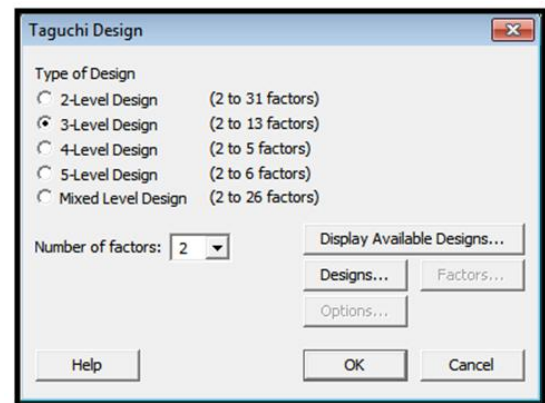 Taguchi Design
Type of Design
2-Level Design (2 to 31 factors)
3-Level Design (2 to 13 factors)
4-Level Design (2 to 5 factors)
5-Level Design (2 to 6 factors)
Mixed Level Design (2 to 26 factors)
Number of factors: 2
Display Available Designs...
Designs... Factors...
Options...
Help OK Cancel